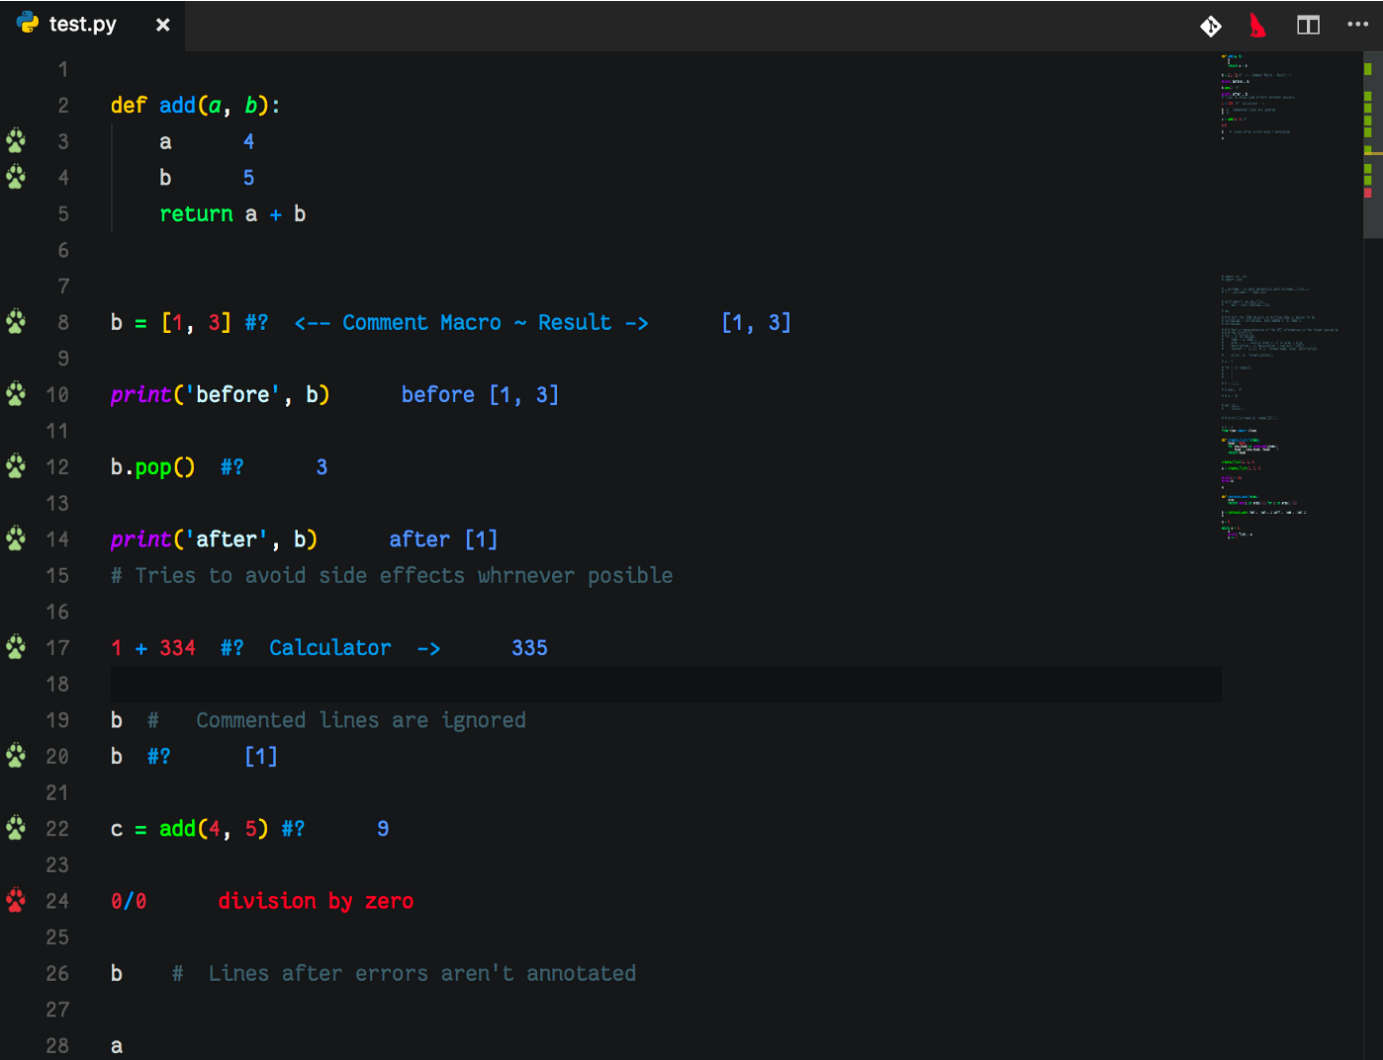 test.py
1
2 def add(a, b):
3 a 4
4 b 5
5 return a + b
6
7
8 b = [1, 3] #? <-- Comment Macro ~ Result -> [1, 3]
9
10 print('before', b) before [1, 3]
11
12 b.pop() #? 3
13
14 print('after', b) after [1]
15 # Tries to avoid side effects whrnever posible
16
17 1 + 334 #? Calculator -> 335
18
19 b # Commented lines are ignored
20 b #? [1]
21
22 c = add(4, 5) #? 9
23
24 0/0 division by zero
25
26 b # Lines after errors aren't annotated
27
28 a